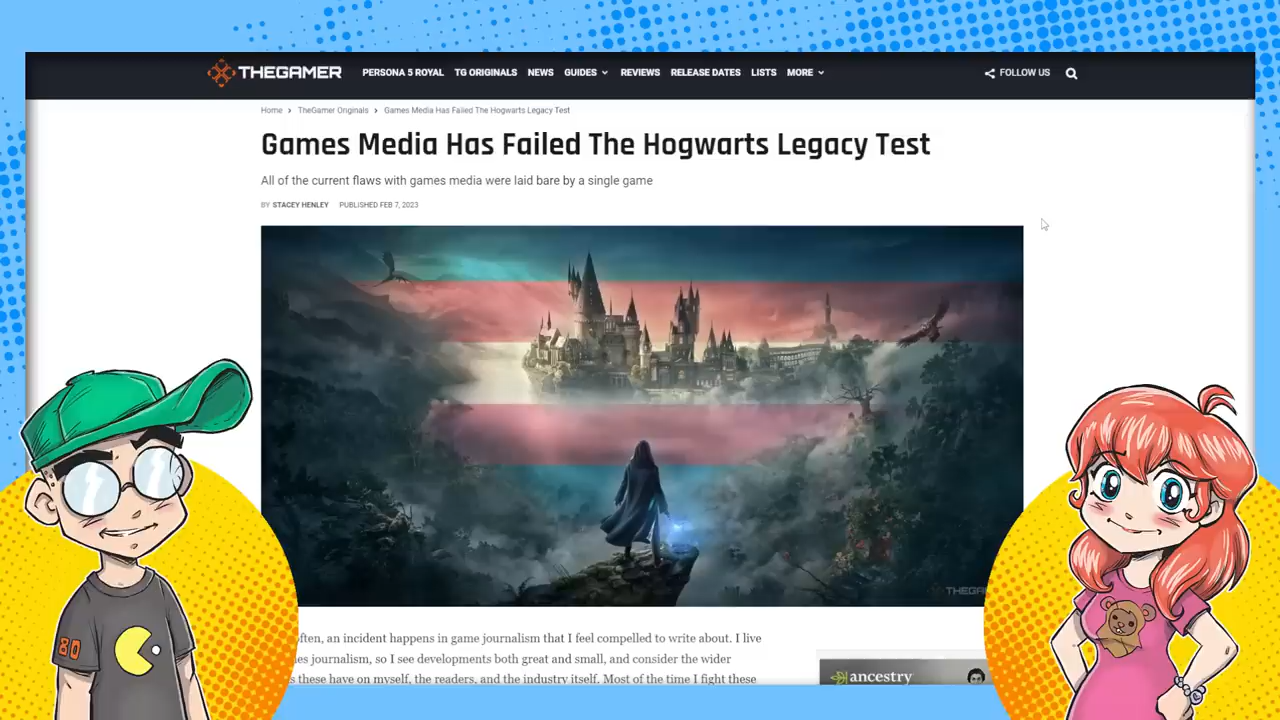 THEGAMER
PERSONA 5 ROYAL TG ORIGINALS NEWS GUIDES REVIEWS RELEASE DATES LISTS MORE
FOLLOW US
Home > TheGamer Originals > Games Media Has Failed The Hogwarts Legacy Test
Games Media Has Failed The Hogwarts Legacy Test
All of the current flaws with games media were laid bare by a single game
BY STACEY HENLEY PUBLISHED FEB 7, 2023
often, an incident happens in game journalism that I feel compelled to write about. I live
journalism, so I see developments both great and small, and consider the wider
these have on myself, the readers, and the industry itself. Most of the time I fight these
ancestry
80